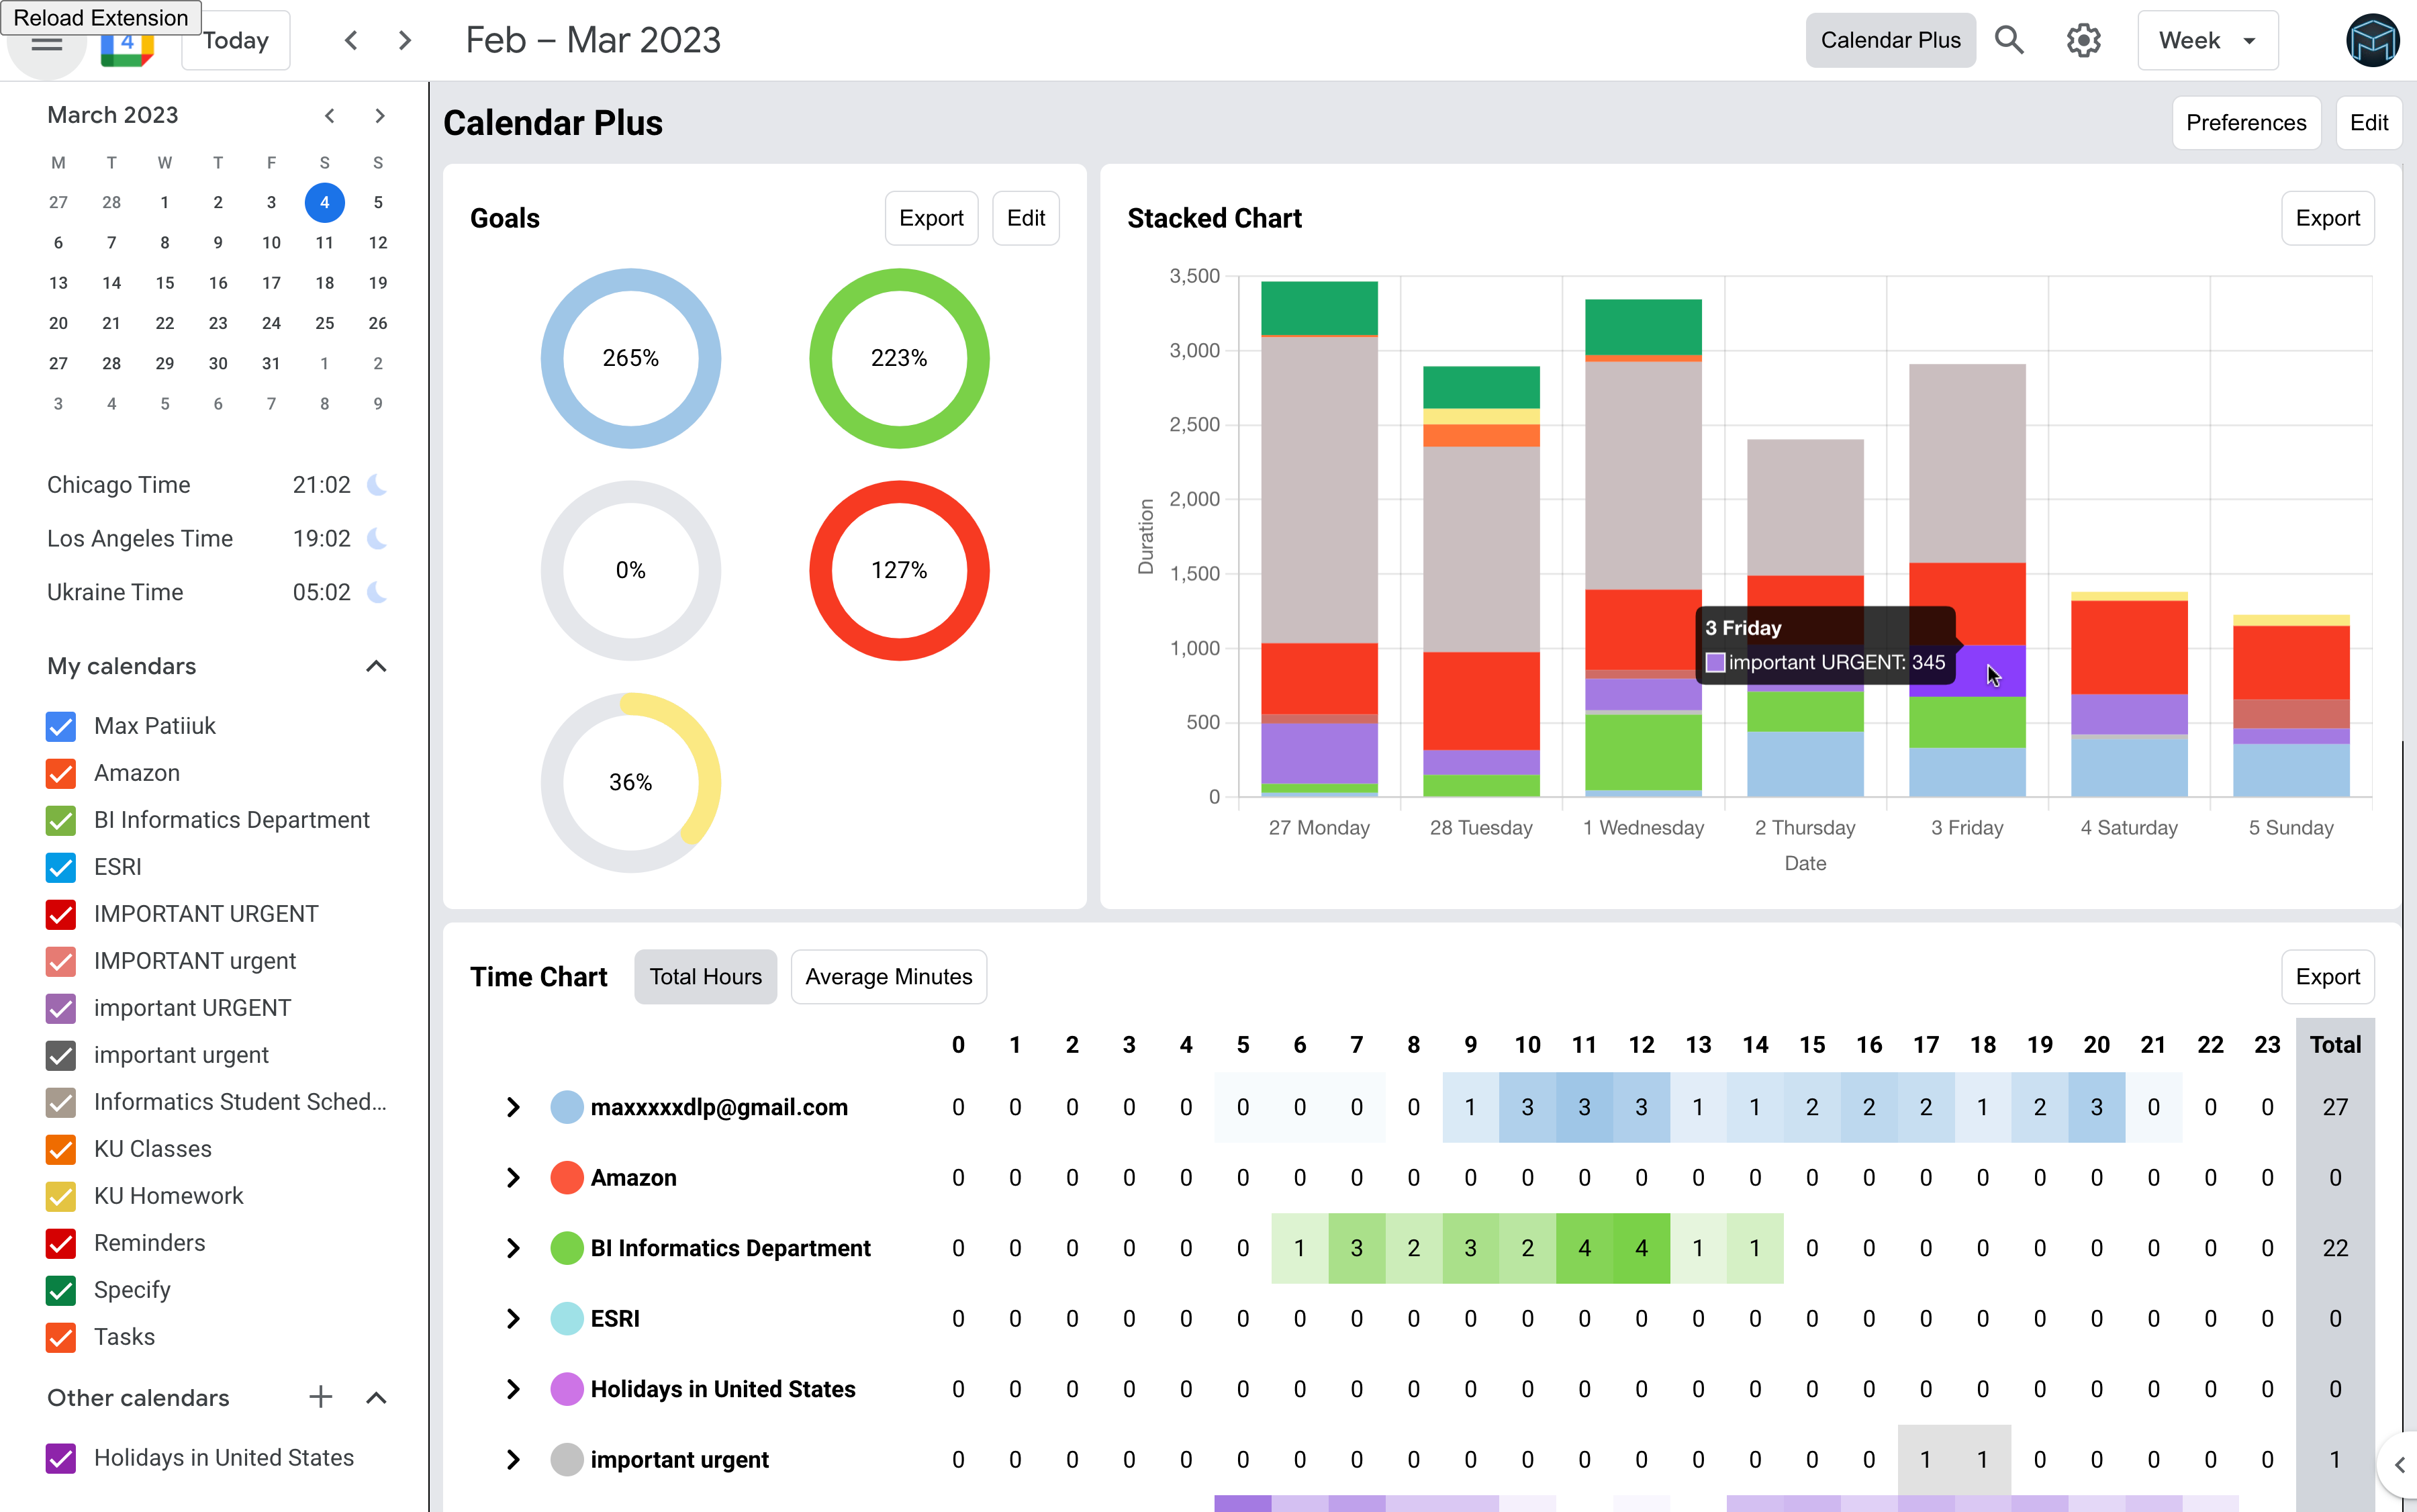 Reload Extension
4
Today
Feb – Mar 2023
Calendar Plus
Week
March 2023
M T W T F S S
27 28 1 2 3 4 5
6 7 8 9 10 11 12
13 14 15 16 17 18 19
20 21 22 23 24 25 26
27 28 29 30 31 1 2
3 4 5 6 7 8 9
Chicago Time 21:02
Los Angeles Time 19:02
Ukraine Time 05:02
My calendars
Max Patiiuk
Amazon
BI Informatics Department
ESRI
IMPORTANT URGENT
IMPORTANT urgent
important URGENT
important urgent
Informatics Student Sched...
KU Classes
KU Homework
Reminders
Specify
Tasks
Other calendars
Holidays in United States
Calendar Plus
Preferences
Edit
Goals
Export
Edit
265%
223%
0%
127%
36%
Stacked Chart
Export
Duration
3,500
3,000
2,500
2,000
1,500
1,000
500
0
3 Friday
important URGENT: 345
27 Monday 28 Tuesday 1 Wednesday 2 Thursday 3 Friday 4 Saturday 5 Sunday
Date
Time Chart
Total Hours
Average Minutes
Export
0 1 2 3 4 5 6 7 8 9 10 11 12 13 14 15 16 17 18 19 20 21 22 23 Total
maxxxxxdlp@gmail.com 0 0 0 0 0 0 0 0 0 1 3 3 3 1 1 2 2 2 1 2 3 0 0 0 27
Amazon 0 0 0 0 0 0 0 0 0 0 0 0 0 0 0 0 0 0 0 0 0 0 0 0 0
BI Informatics Department 0 0 0 0 0 0 1 3 2 3 2 4 4 1 1 0 0 0 0 0 0 0 0 0 22
ESRI 0 0 0 0 0 0 0 0 0 0 0 0 0 0 0 0 0 0 0 0 0 0 0 0 0
Holidays in United States 0 0 0 0 0 0 0 0 0 0 0 0 0 0 0 0 0 0 0 0 0 0 0 0 0
important urgent 0 0 0 0 0 0 0 0 0 0 0 0 0 0 0 0 0 1 1 0 0 0 0 0 1